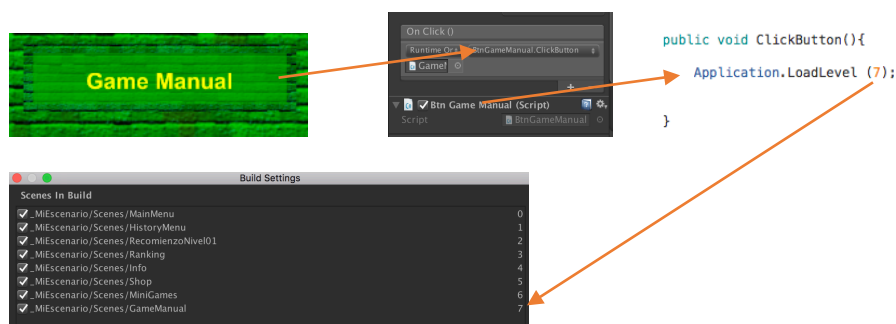 Game Manual
On Click ()
Runtime Or BtnGameManual.ClickButton
GameM
+
Btn Game Manual (Script)
Script BtnGameManual
public void ClickButton(){
Application.LoadLevel (7);
}
Build Settings
Scenes In Build
_MiEscenario/Scenes/MainMenu 0
_MiEscenario/Scenes/HistoryMenu 1
_MiEscenario/Scenes/RecomienzoNivel01 2
_MiEscenario/Scenes/Ranking 3
_MiEscenario/Scenes/Info 4
_MiEscenario/Scenes/Shop 5
_MiEscenario/Scenes/MiniGames 6
_MiEscenario/Scenes/GameManual 7